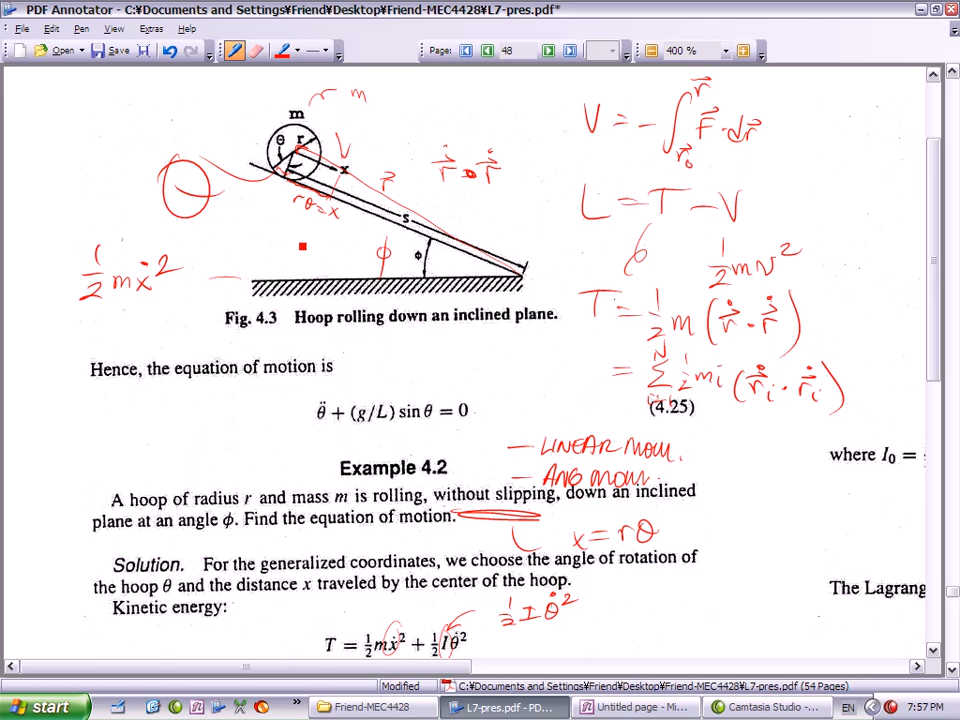 PDF Annotator - C:¥Documents and Settings¥Friend¥Desktop¥Friend-MEC4428¥L7-pres.pdf*
File Edit Pen View Extras Help
Open Save Page: 48 400 %
r m
m
θ r
V
x
rθ=x
r⃗
ṙ⃗ · ṙ⃗
s
φ
ϕ
½mẋ²
V = -∫ F⃗·dr⃗
r⃗
r⃗₀
L = T - V
½mv²
T = ½m (ṙ⃗ · ṙ⃗)
= Σ ½mi (ṙ⃗i · ṙ⃗i)
N
Fig. 4.3 Hoop rolling down an inclined plane.
Hence, the equation of motion is
θ̈ + (g/L) sin θ = 0
(4.25)
- LINEAR MOM.
- ANG MOM.
where I₀ =
Example 4.2
A hoop of radius r and mass m is rolling, without slipping, down an inclined
plane at an angle ϕ. Find the equation of motion.
x = rθ
Solution. For the generalized coordinates, we choose the angle of rotation of
the hoop θ and the distance x traveled by the center of the hoop.
The Lagrang
Kinetic energy:
½Iθ̇²
T = ½mẋ² + ½Iθ̇²
Modified C:¥Documents and Settings¥Friend¥Desktop¥Friend-MEC4428¥L7-pres.pdf (54 Pages)
start Friend-MEC4428 L7-pres.pdf - PD... Untitled page - Mi... Camtasia Studio - ... EN 7:57 PM